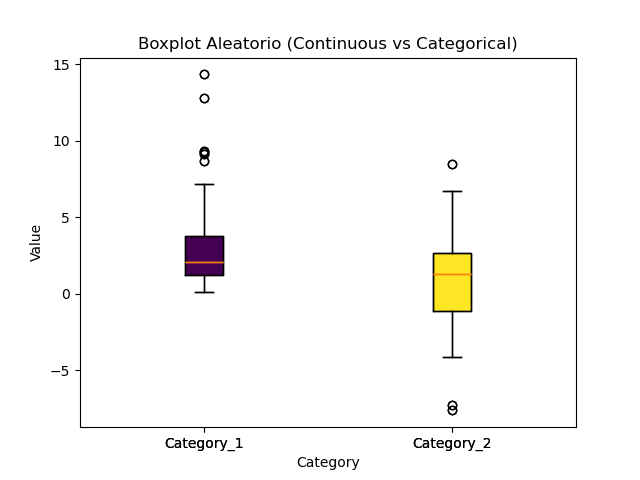 Boxplot Aleatorio (Continuous vs Categorical)
15
10
5
0
−5
Value
Category_1
Category_2
Category